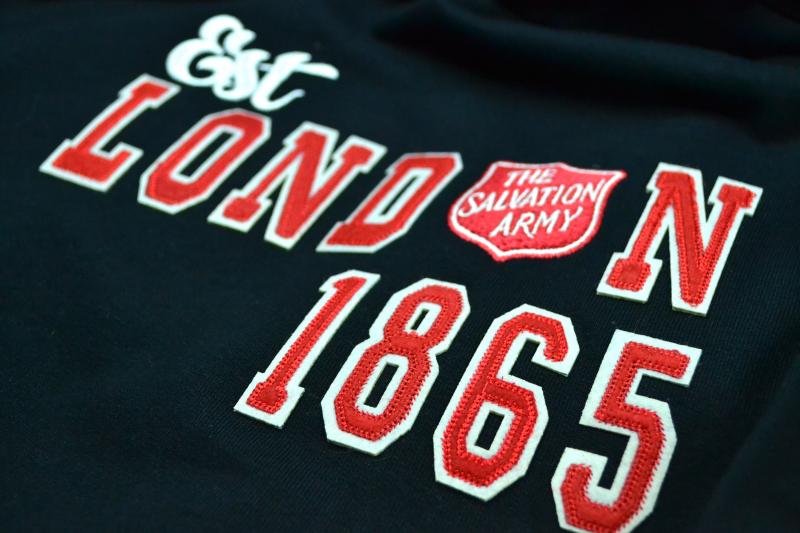 Est
LOND
THE
SALVATION
ARMY
N
1865